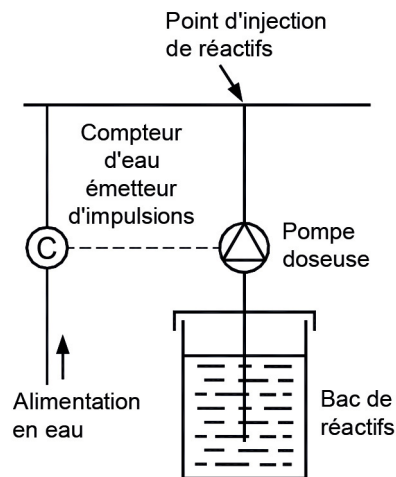 Point d'injection
de réactifs
Compteur
d'eau
émetteur
d'impulsions
C
Pompe
doseuse
Alimentation
en eau
Bac de
réactifs